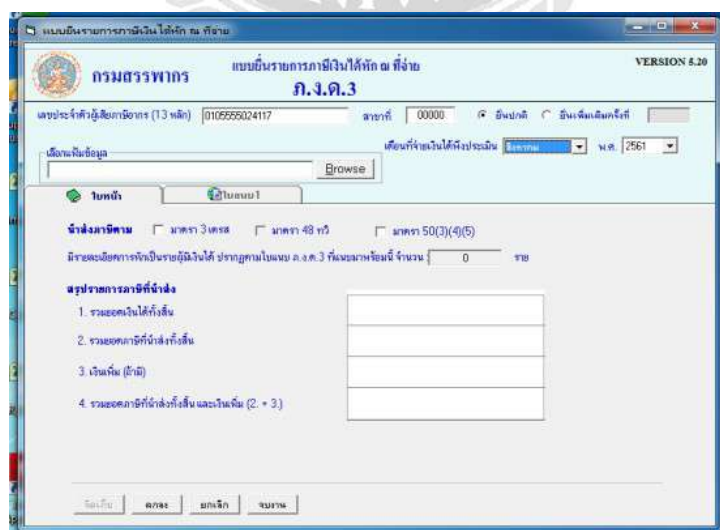 แบบยื่นรายการภาษีเงินได้หัก ณ ที่จ่าย
กรมสรรพากร
แบบยื่นรายการภาษีเงินได้หัก ณ ที่จ่าย
ภ.ง.ด.3
VERSION 5.20
เลขประจำตัวผู้เสียภาษีอากร (13 หลัก) 0105555024117 สาขาที่ 00000 ยื่นปกติ ยื่นเพิ่มเติมครั้งที่
เลือกแฟ้มข้อมูล
เดือนที่จ่ายเงินได้พึงประเมิน สิงหาคม พ.ศ. 2561
Browse
ใบหน้า ใบแนบ 1
นำส่งภาษีตาม มาตรา 3 เตรส มาตรา 48 ทวิ มาตรา 50(3)(4)(5)
มีรายละเอียดการหักเป็นรายผู้มีเงินได้ ปรากฏตามใบแนบ ภ.ง.ด.3 ที่แนบมาพร้อมนี้ จำนวน : 0 ราย
สรุปรายการภาษีที่นำส่ง
1. รวมยอดเงินได้ทั้งสิ้น
2. รวมยอดภาษีที่นำส่งทั้งสิ้น
3. เงินเพิ่ม (ถ้ามี)
4. รวมยอดภาษีที่นำส่งทั้งสิ้น และเงินเพิ่ม (2. + 3.)
จัดเก็บ ตกลง ยกเลิก จบงาน